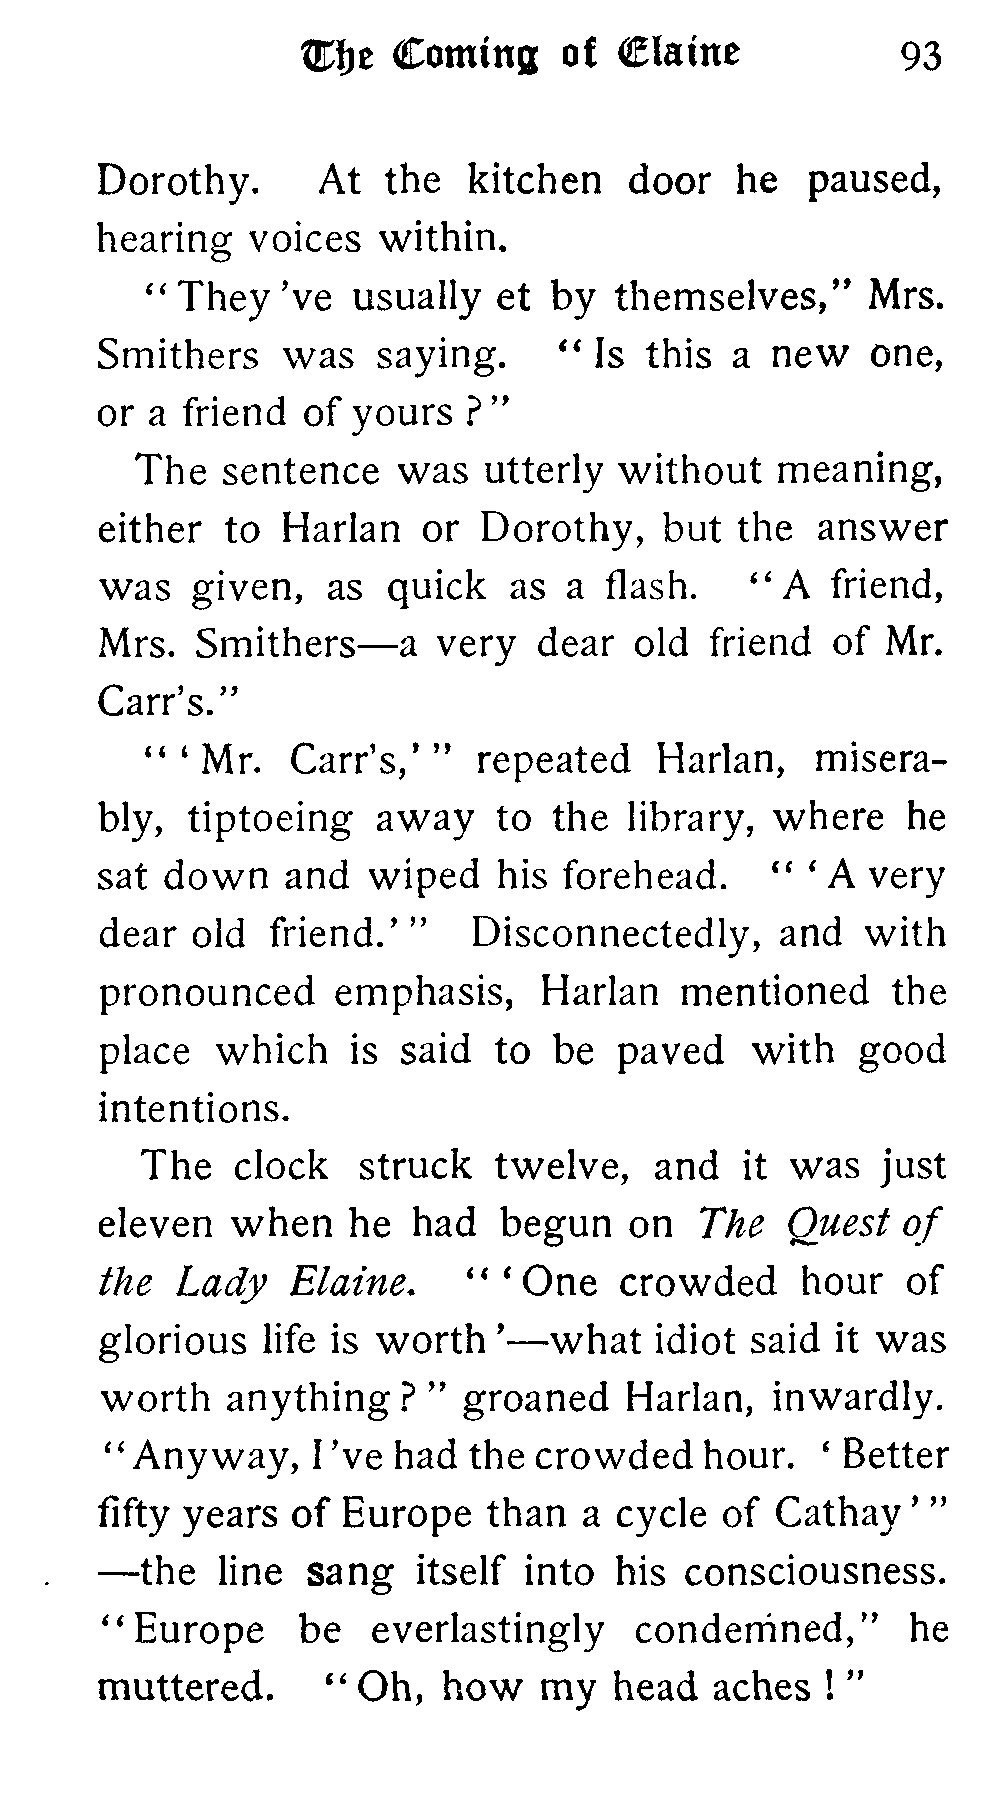 The Coming of Elaine 93
Dorothy. At the kitchen door he paused,
hearing voices within.
“They 've usually et by themselves,” Mrs.
Smithers was saying. “Is this a new one,
or a friend of yours?”
The sentence was utterly without meaning,
either to Harlan or Dorothy, but the answer
was given, as quick as a flash. “A friend,
Mrs. Smithers—a very dear old friend of Mr.
Carr's.”
“‘Mr. Carr's,’” repeated Harlan, misera-
bly, tiptoeing away to the library, where he
sat down and wiped his forehead. “‘A very
dear old friend.’” Disconnectedly, and with
pronounced emphasis, Harlan mentioned the
place which is said to be paved with good
intentions.
The clock struck twelve, and it was just
eleven when he had begun on The Quest of
the Lady Elaine. “‘One crowded hour of
glorious life is worth’—what idiot said it was
worth anything?” groaned Harlan, inwardly.
“Anyway, I 've had the crowded hour. ‘Better
fifty years of Europe than a cycle of Cathay’”
—the line sang itself into his consciousness.
“Europe be everlastingly condemned,” he
muttered. “Oh, how my head aches!”